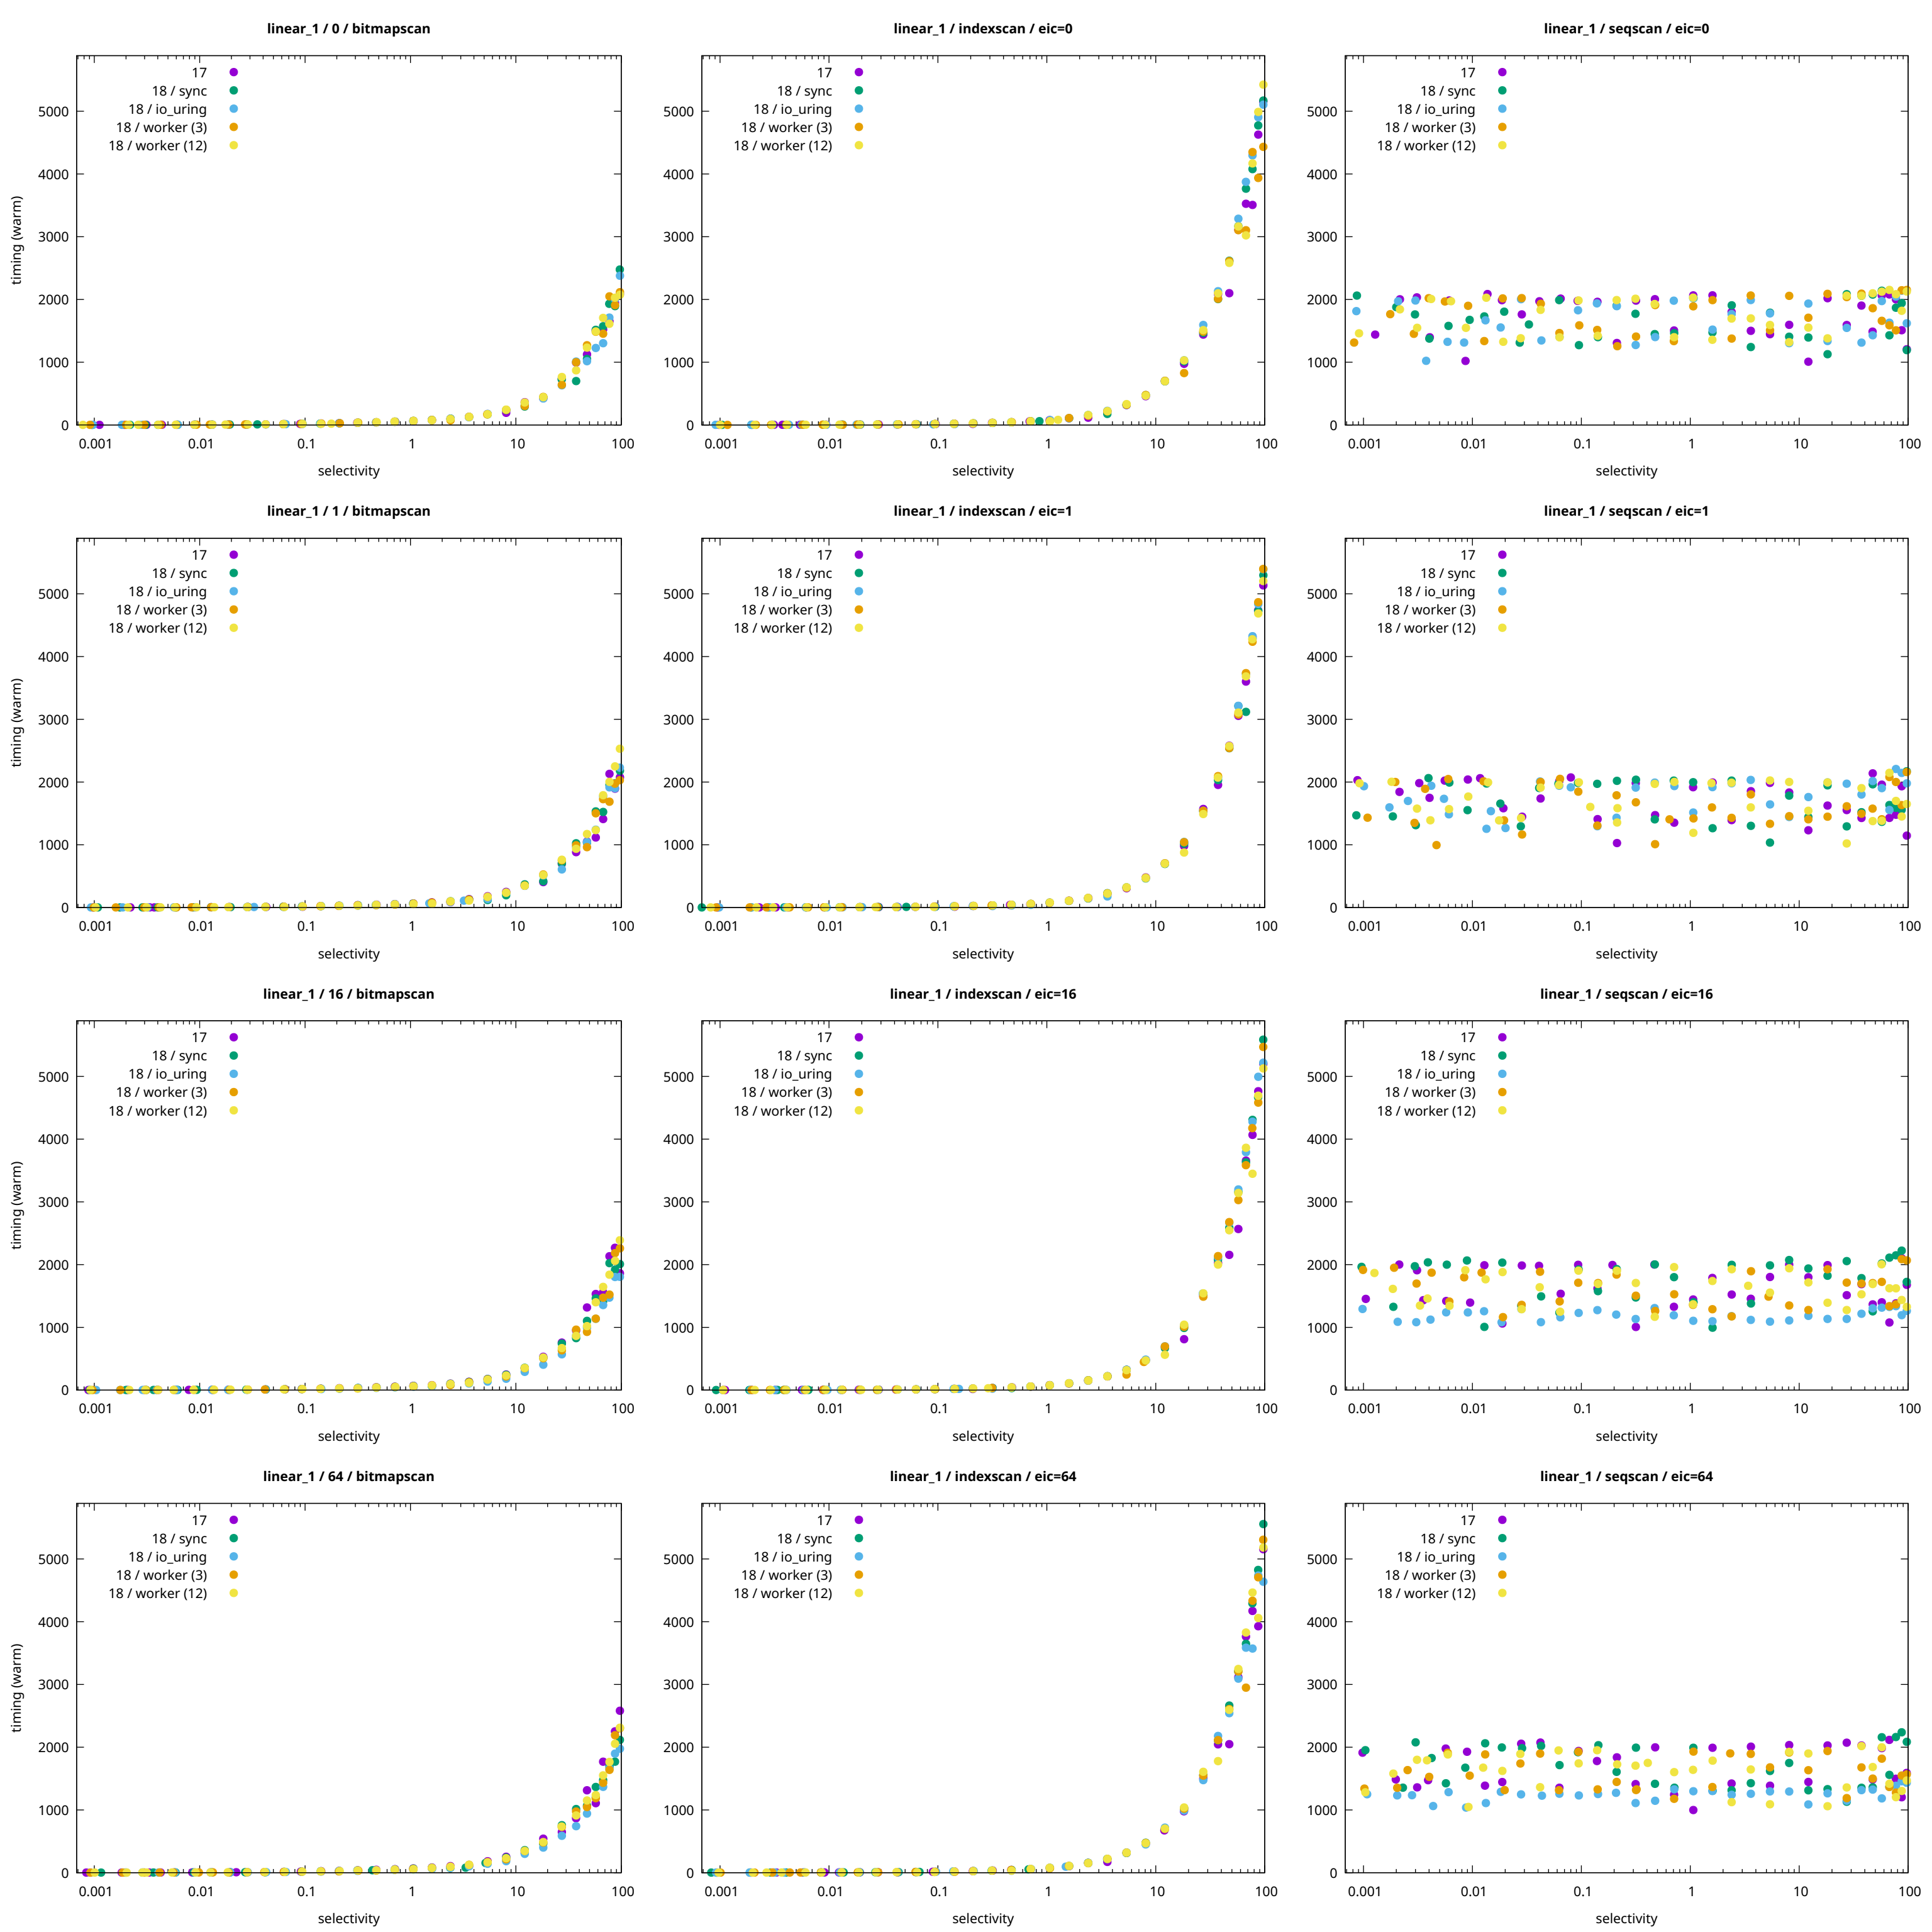 linear_1 / 0 / bitmapscan
timing (warm)
5000
4000
3000
2000
1000
0
17
18 / sync
18 / io_uring
18 / worker (3)
18 / worker (12)
0.001 0.01 0.1 1 10 100
selectivity
linear_1 / indexscan / eic=0
5000
4000
3000
2000
1000
0
17
18 / sync
18 / io_uring
18 / worker (3)
18 / worker (12)
0.001 0.01 0.1 1 10 100
selectivity
linear_1 / seqscan / eic=0
5000
4000
3000
2000
1000
0
17
18 / sync
18 / io_uring
18 / worker (3)
18 / worker (12)
0.001 0.01 0.1 1 10 100
selectivity
linear_1 / 1 / bitmapscan
timing (warm)
5000
4000
3000
2000
1000
0
17
18 / sync
18 / io_uring
18 / worker (3)
18 / worker (12)
0.001 0.01 0.1 1 10 100
selectivity
linear_1 / indexscan / eic=1
5000
4000
3000
2000
1000
0
17
18 / sync
18 / io_uring
18 / worker (3)
18 / worker (12)
0.001 0.01 0.1 1 10 100
selectivity
linear_1 / seqscan / eic=1
5000
4000
3000
2000
1000
0
17
18 / sync
18 / io_uring
18 / worker (3)
18 / worker (12)
0.001 0.01 0.1 1 10 100
selectivity
linear_1 / 16 / bitmapscan
timing (warm)
5000
4000
3000
2000
1000
0
17
18 / sync
18 / io_uring
18 / worker (3)
18 / worker (12)
0.001 0.01 0.1 1 10 100
selectivity
linear_1 / indexscan / eic=16
5000
4000
3000
2000
1000
0
17
18 / sync
18 / io_uring
18 / worker (3)
18 / worker (12)
0.001 0.01 0.1 1 10 100
selectivity
linear_1 / seqscan / eic=16
5000
4000
3000
2000
1000
0
17
18 / sync
18 / io_uring
18 / worker (3)
18 / worker (12)
0.001 0.01 0.1 1 10 100
selectivity
linear_1 / 64 / bitmapscan
timing (warm)
5000
4000
3000
2000
1000
0
17
18 / sync
18 / io_uring
18 / worker (3)
18 / worker (12)
0.001 0.01 0.1 1 10 100
selectivity
linear_1 / indexscan / eic=64
5000
4000
3000
2000
1000
0
17
18 / sync
18 / io_uring
18 / worker (3)
18 / worker (12)
0.001 0.01 0.1 1 10 100
selectivity
linear_1 / seqscan / eic=64
5000
4000
3000
2000
1000
0
17
18 / sync
18 / io_uring
18 / worker (3)
18 / worker (12)
0.001 0.01 0.1 1 10 100
selectivity